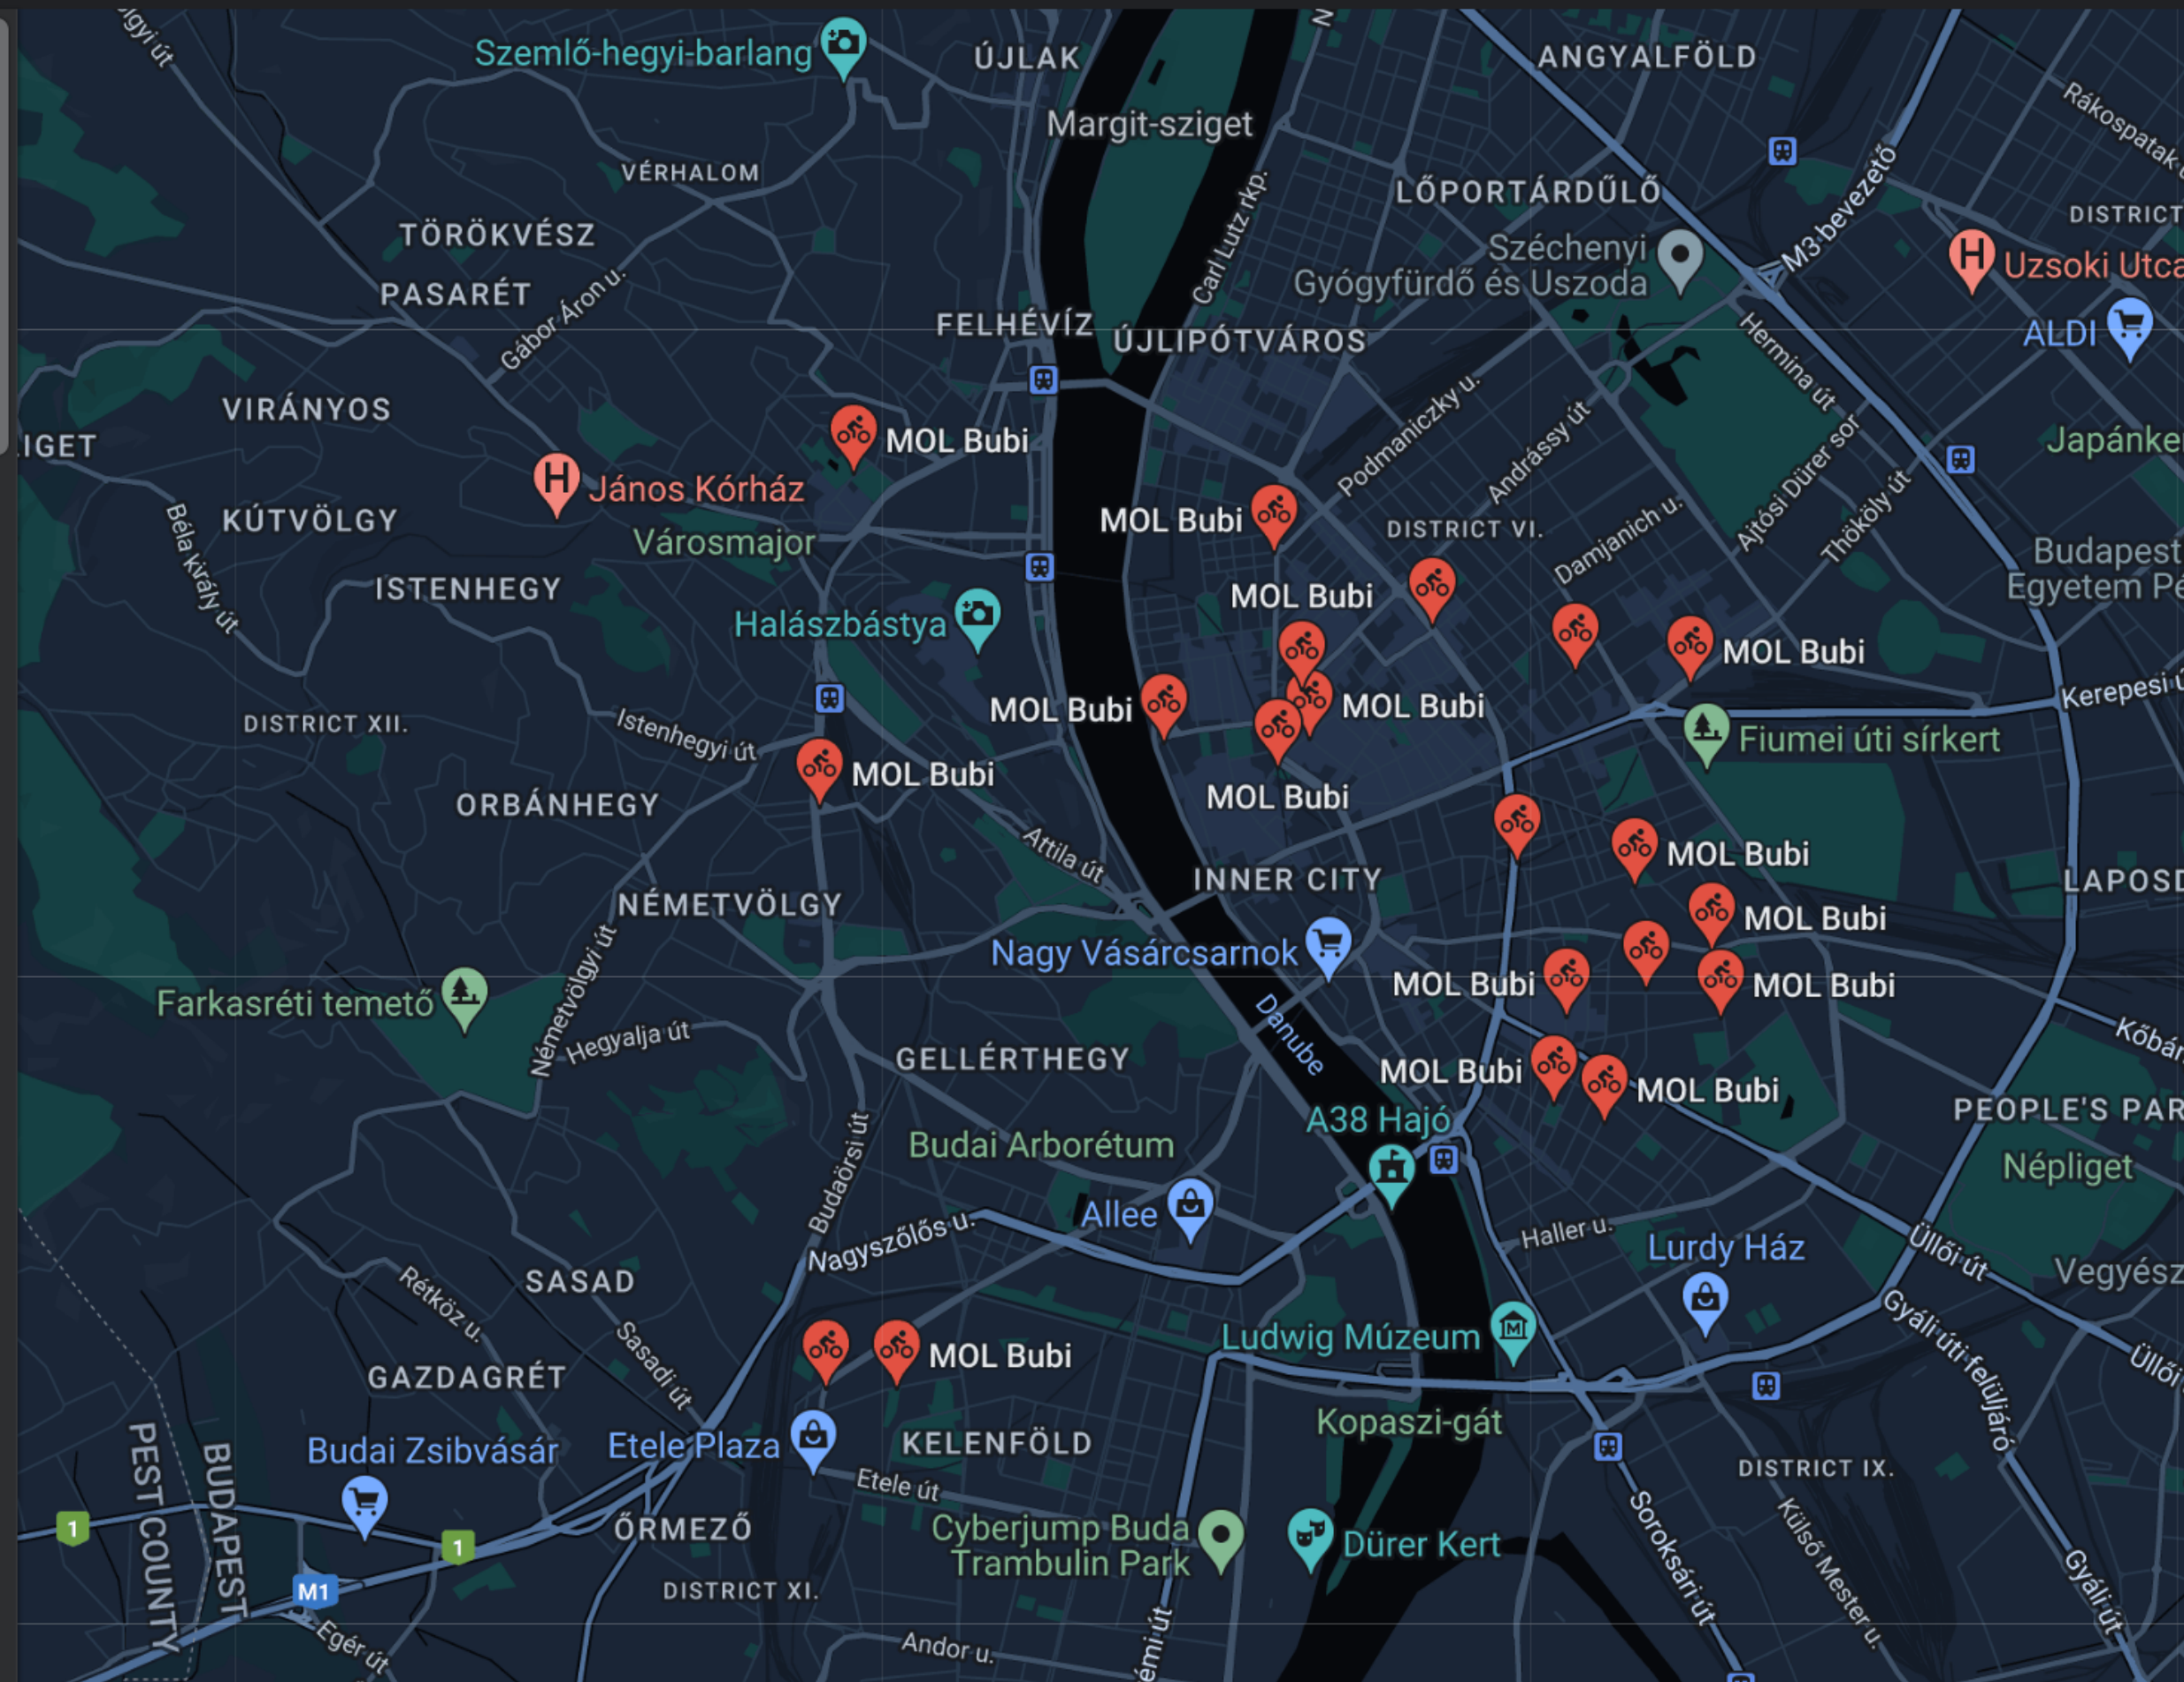 Szemlő-hegyi-barlang
ÚJLAK
ANGYALFÖLD
Margit-sziget
Rákospatak
VÉRHALOM
M3 bevezető
LŐPORTÁRDŰLŐ
DISTRICT
TÖRÖKVÉSZ
Carl Lutz rkp.
Széchenyi
Gyógyfürdő és Uszoda
Uzsoki Utca
PASARÉT
Gábor Áron u.
FELHÉVÍZ
ÚJLIPÓTVÁROS
Hermina út
ALDI
VIRÁNYOS
Podmaniczky u.
Andrássy út
MOL Bubi
János Kórház
Ajtósi Dürer sor
Thököly út
KÚTVÖLGY
Városmajor
MOL Bubi
DISTRICT VI.
Damjanich u.
Budapest
Egyetem
Béla király út
ISTENHEGY
MOL Bubi
Halászbástya
MOL Bubi
Kerepesi
DISTRICT XII.
Istenhegyi út
MOL Bubi
MOL Bubi
Fiumei úti sírkert
MOL Bubi
MOL Bubi
ORBÁNHEGY
Attila út
MOL Bubi
INNER CITY
NÉMETVÖLGY
MOL Bubi
Nagy Vásárcsarnok
MOL Bubi
MOL Bubi
Farkasréti temető
Németvölgyi út
Hegyalja út
Danube
GELLÉRTHEGY
MOL Bubi
MOL Bubi
PEOPLE'S PAR
A38 Hajó
Budai Arborétum
Népliget
Budaörsi út
Allee
Nagyszőlős u.
Haller u.
Lurdy Ház
Üllői út
SASAD
Rétköz u.
Sasadi út
MOL Bubi
Ludwig Múzeum
Gyáli úti felüljáró
Üllői
GAZDAGRÉT
Kopaszi-gát
Budai Zsibvásár
Etele Plaza
KELENFÖLD
DISTRICT IX.
PEST COUNTY
BUDAPEST
Etele út
1
1
ŐRMEZŐ
Cyberjump Buda
Trambulin Park
Dürer Kert
Soroksári út
Külső Mester u.
Gyáli út
M1
DISTRICT XI.
Egér út
Andor u.